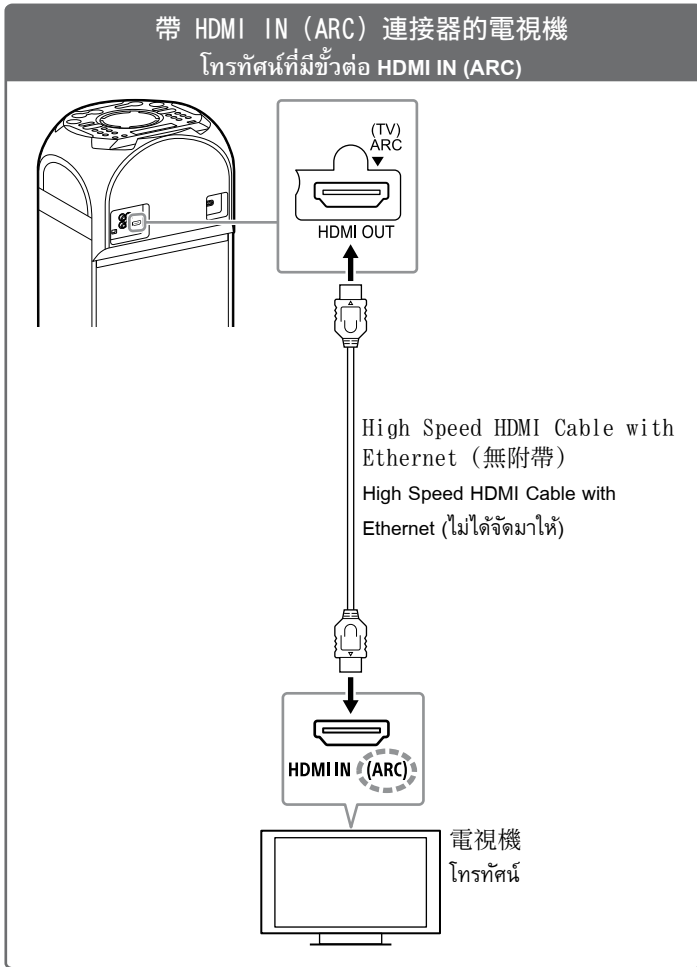 帶 HDMI IN (ARC) 連接器的電視機
โทรทัศน์ที่มีขั้วต่อ HDMI IN (ARC)
(TV)
ARC
HDMI OUT
High Speed HDMI Cable with
Ethernet (無附帶)
High Speed HDMI Cable with
Ethernet (ไม่ได้จัดมาให้)
HDMI IN (ARC)
電視機
โทรทัศน์